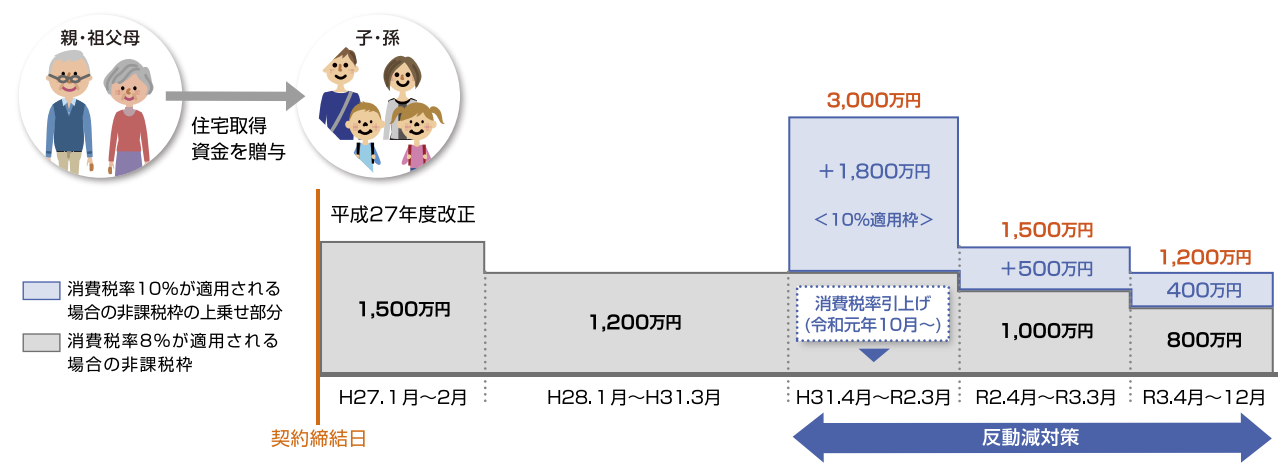 親・祖父母
子・孫
住宅取得
資金を贈与
平成27年度改正
3,000万円
+1,800万円
<10%適用枠>
1,500万円
+500万円
1,200万円
400万円
消費税率10%が適用される
場合の非課税枠の上乗せ部分
消費税率8%が適用される
場合の非課税枠
1,500万円
1,200万円
消費税率引上げ
(令和元年10月~)
1,000万円
800万円
H27.1月~2月
H28.1月~H31.3月
H31.4月~R2.3月
R2.4月~R3.3月
R3.4月~12月
契約締結日
反動減対策